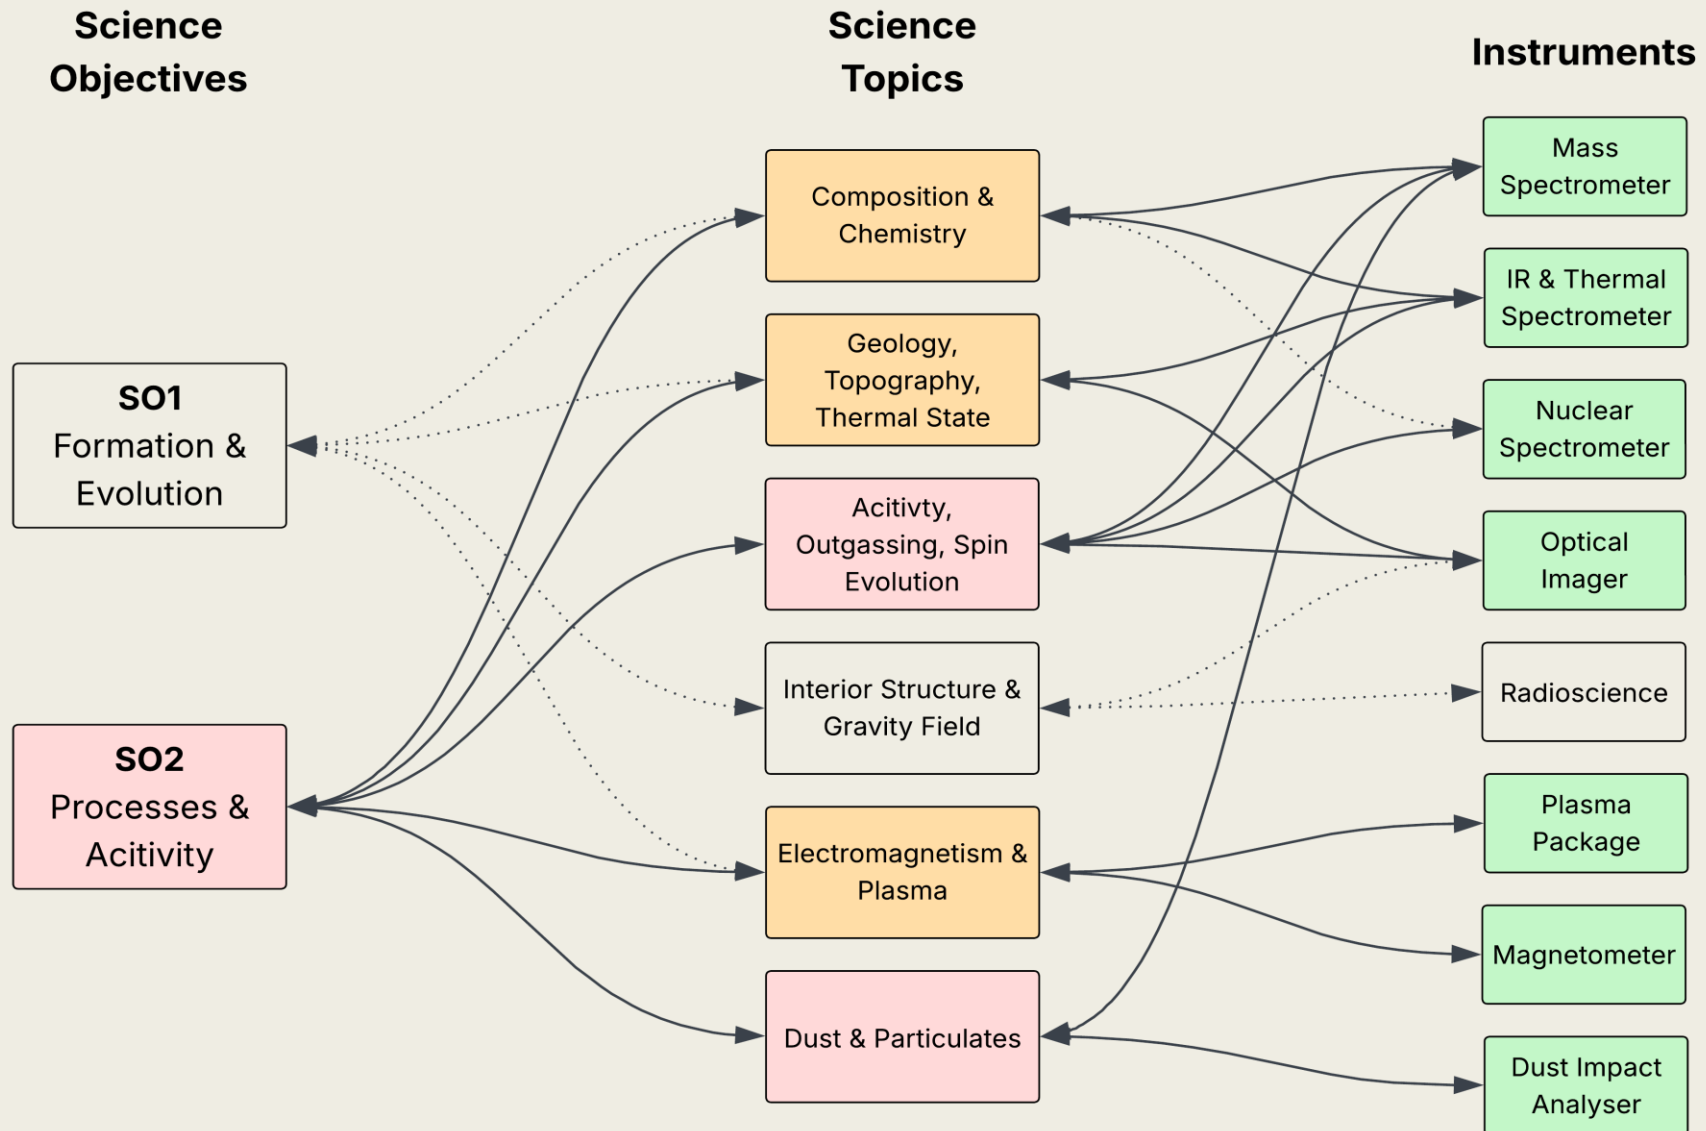 Science
Objectives
Science
Topics
Instruments
SO1
Formation &
Evolution
SO2
Processes &
Acitivity
Composition &
Chemistry
Geology,
Topography,
Thermal State
Acitivty,
Outgassing, Spin
Evolution
Interior Structure &
Gravity Field
Electromagnetism &
Plasma
Dust & Particulates
Mass
Spectrometer
IR & Thermal
Spectrometer
Nuclear
Spectrometer
Optical
Imager
Radioscience
Plasma
Package
Magnetometer
Dust Impact
Analyser